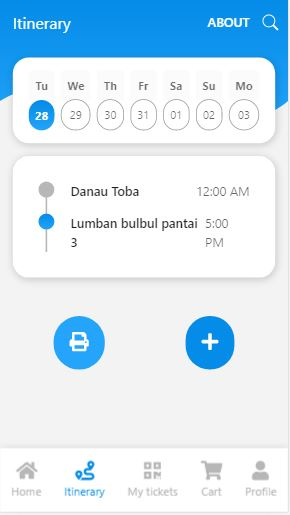 Itinerary ABOUT
Tu We Th Fr Sa Su Mo
28 29 30 31 01 02 03
Danau Toba 12:00 AM
Lumban bulbul pantai 5:00
3 PM
Home Itinerary My tickets Cart Profile